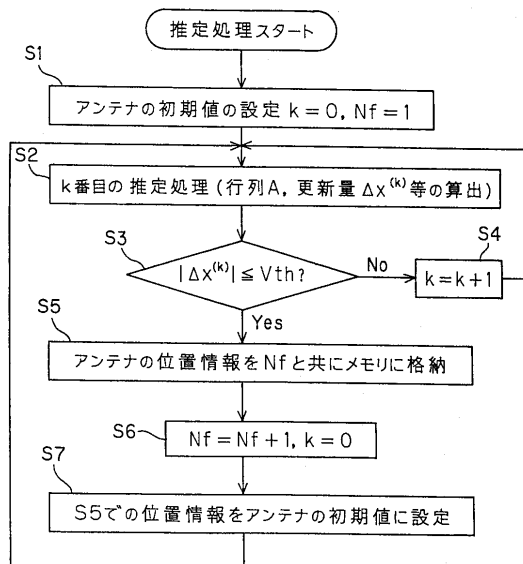 推定処理スタート
S1
アンテナの初期値の設定 k=0, Nf=1
S2
k番目の推定処理(行列A, 更新量Δx(k)等の算出)
S3
|Δx(k)|≦Vth?
No
S4
k=k+1
Yes
S5
アンテナの位置情報をNfと共にメモリに格納
S6
Nf=Nf+1, k=0
S7
S5での位置情報をアンテナの初期値に設定